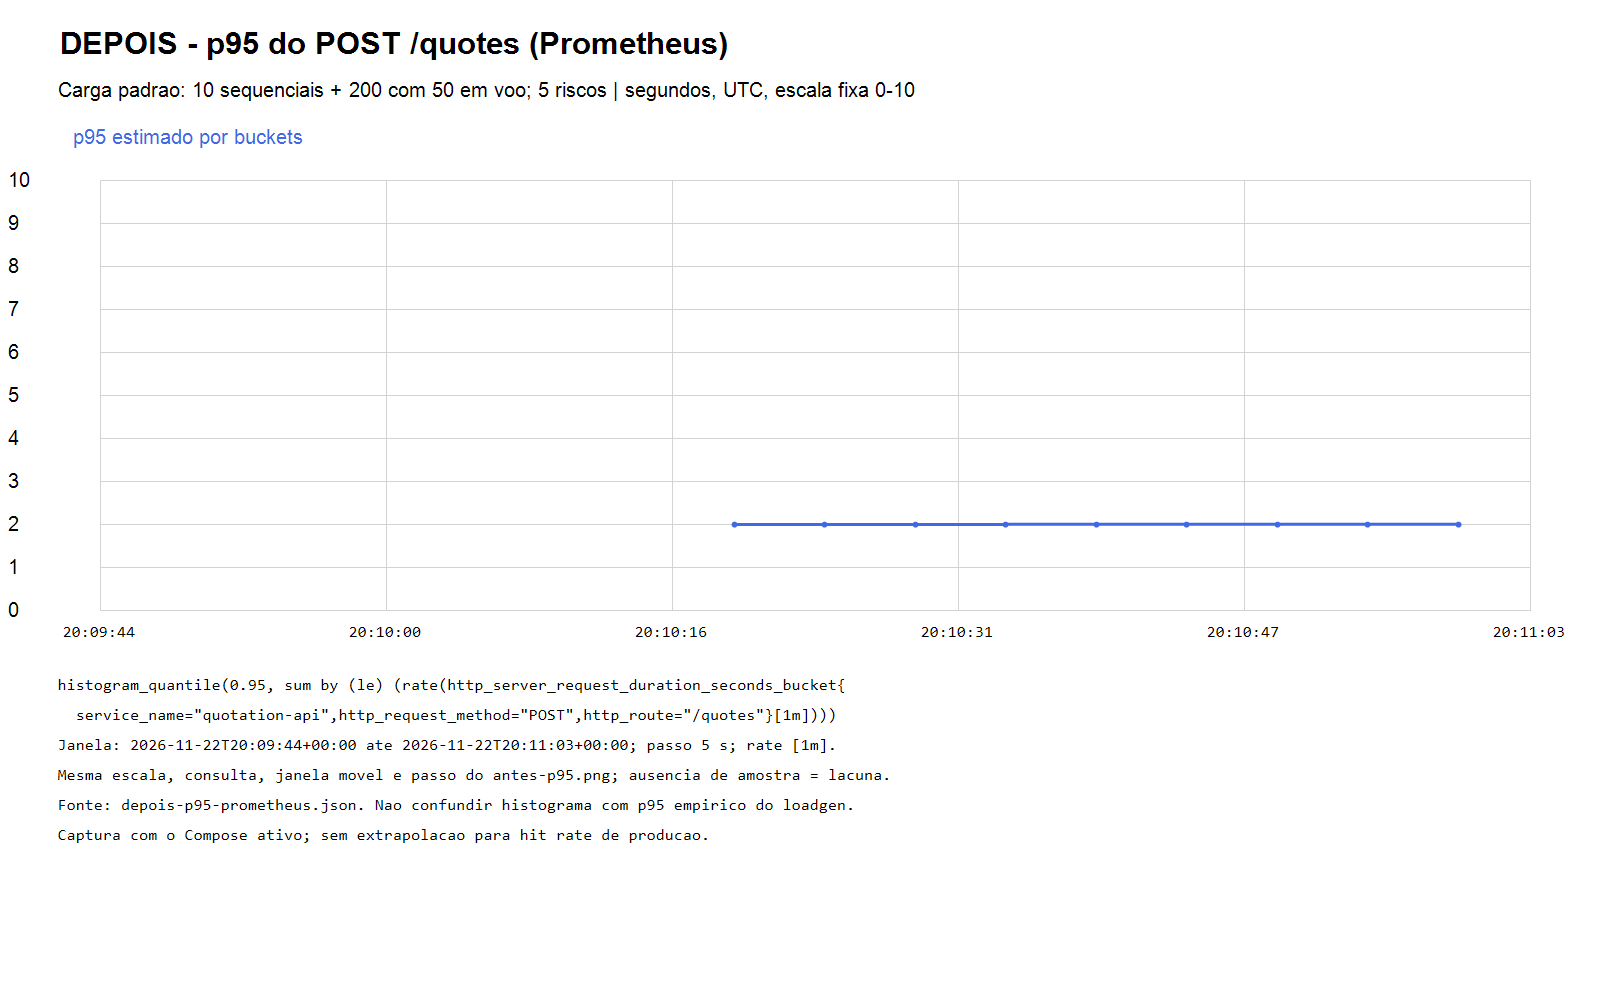 DEPOIS - p95 do POST /quotes (Prometheus)
Carga padrao: 10 sequenciais + 200 com 50 em voo; 5 riscos | segundos, UTC, escala fixa 0-10
p95 estimado por buckets
10
9
8
7
6
5
4
3
2
1
0
20:09:44 20:10:00 20:10:16 20:10:31 20:10:47 20:11:03
histogram_quantile(0.95, sum by (le) (rate(http_server_request_duration_seconds_bucket{
service_name="quotation-api",http_request_method="POST",http_route="/quotes"}[1m])))
Janela: 2026-11-22T20:09:44+00:00 ate 2026-11-22T20:11:03+00:00; passo 5 s; rate [1m].
Mesma escala, consulta, janela movel e passo do antes-p95.png; ausencia de amostra = lacuna.
Fonte: depois-p95-prometheus.json. Nao confundir histograma com p95 empirico do loadgen.
Captura com o Compose ativo; sem extrapolacao para hit rate de producao.